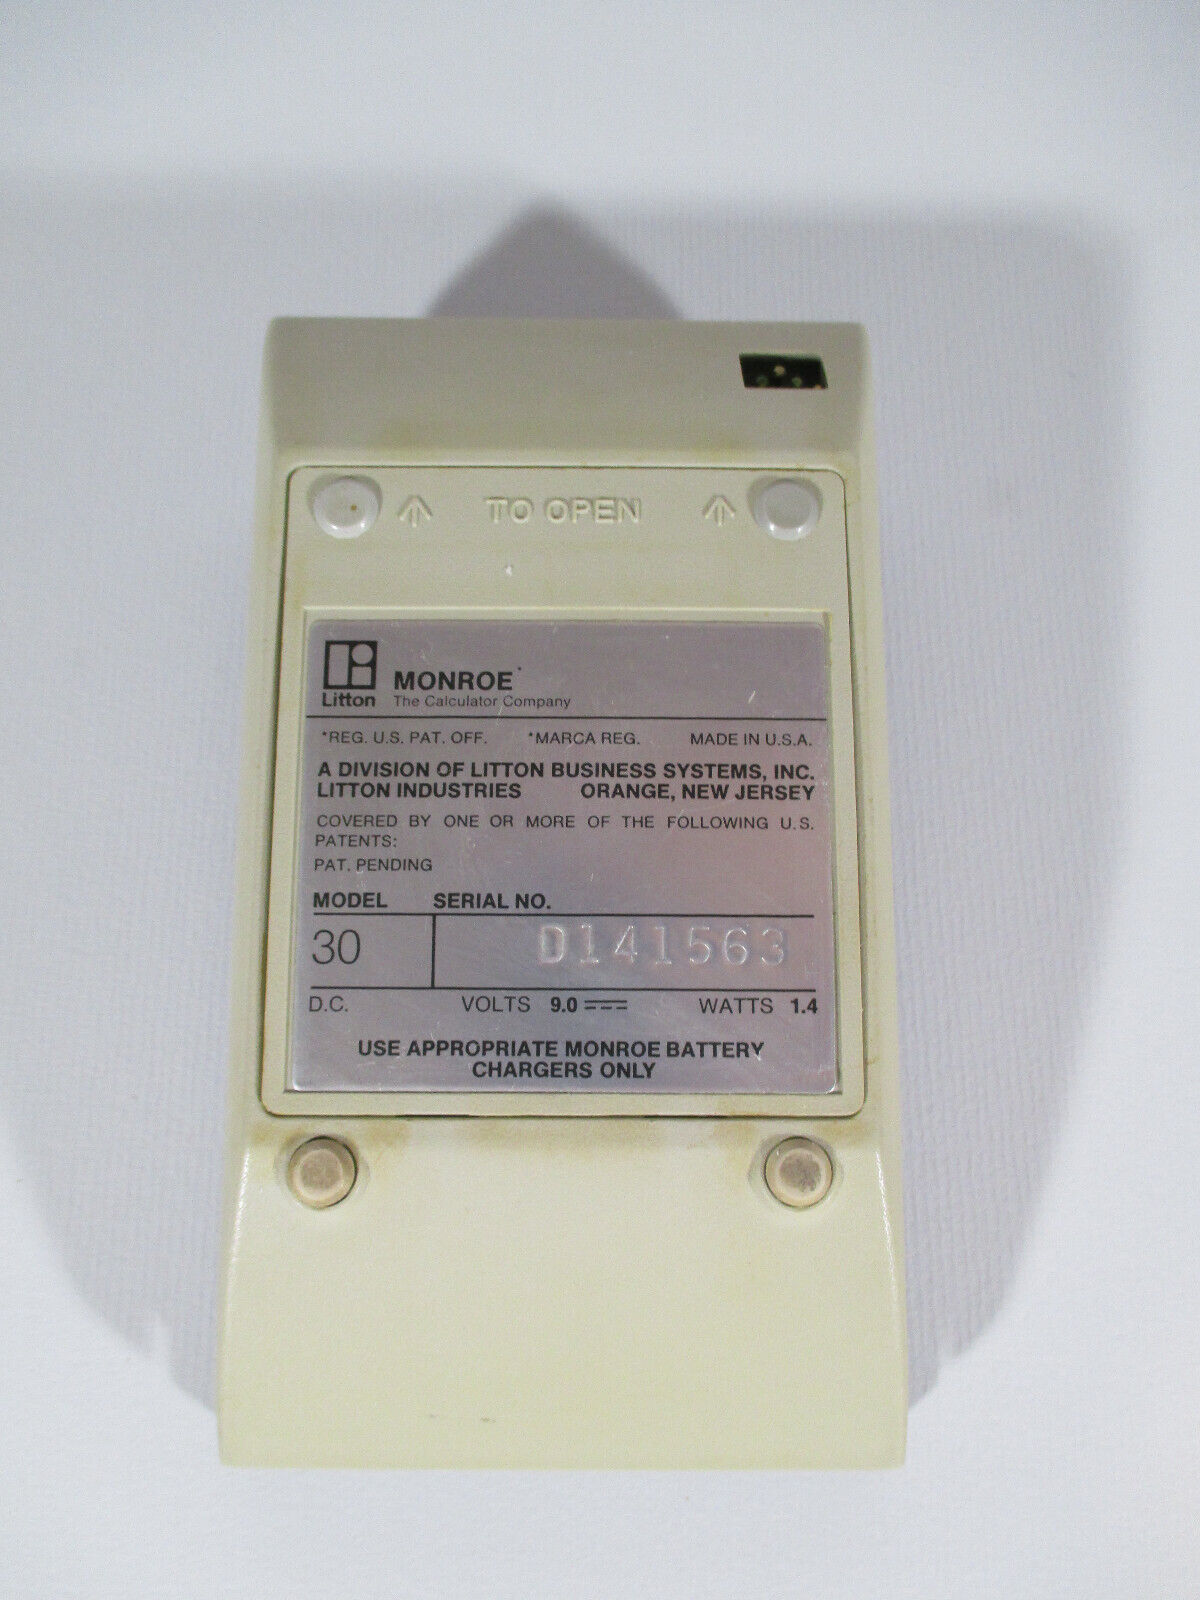 TO OPEN
Litton
MONROE*
The Calculator Company
*REG. U.S. PAT. OFF. *MARCA REG. MADE IN U.S.A.
A DIVISION OF LITTON BUSINESS SYSTEMS, INC.
LITTON INDUSTRIES ORANGE, NEW JERSEY
COVERED BY ONE OR MORE OF THE FOLLOWING U.S.
PATENTS:
PAT. PENDING
MODEL SERIAL NO.
30 D141563
D.C. VOLTS 9.0 WATTS 1.4
USE APPROPRIATE MONROE BATTERY
CHARGERS ONLY